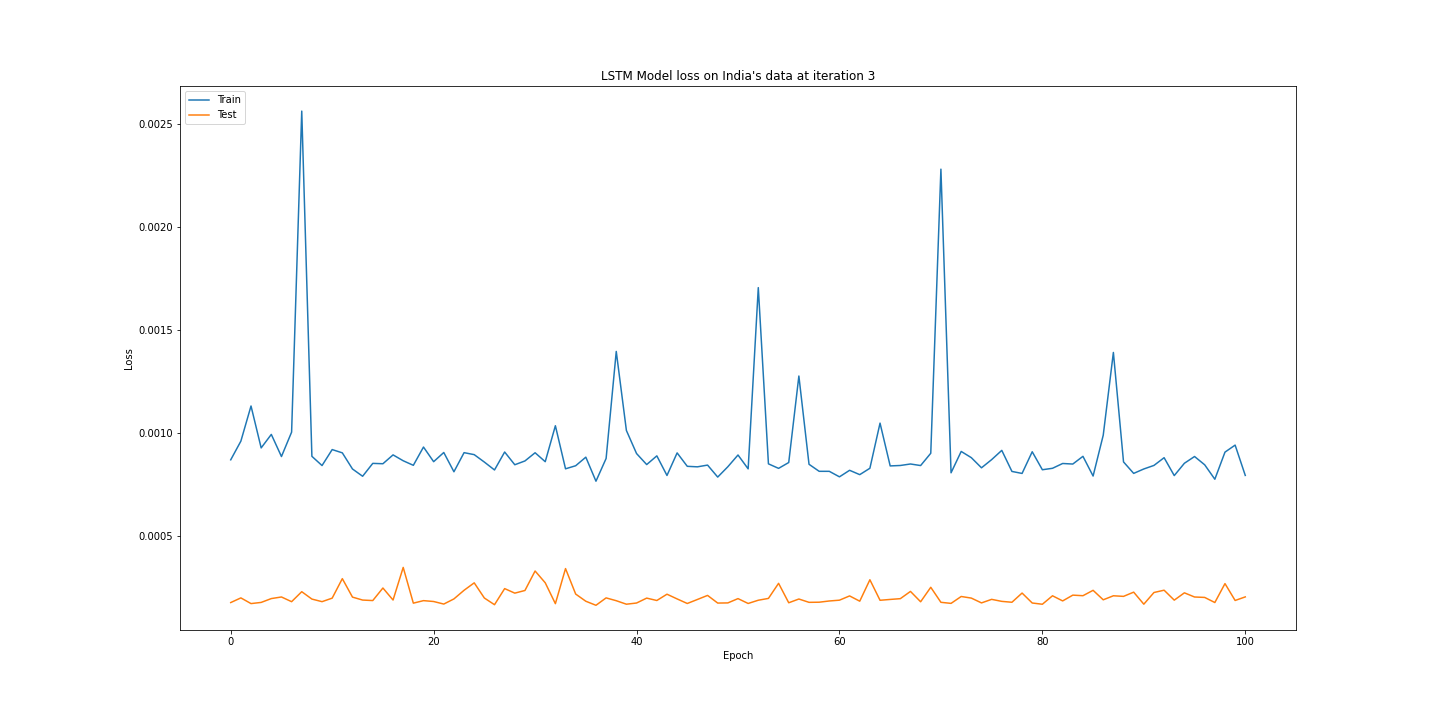 LSTM Model loss on India's data at iteration 3
Train
Test
0.0025
0.0020
0.0015
0.0010
0.0005
Loss
0 20 40 60 80 100
Epoch